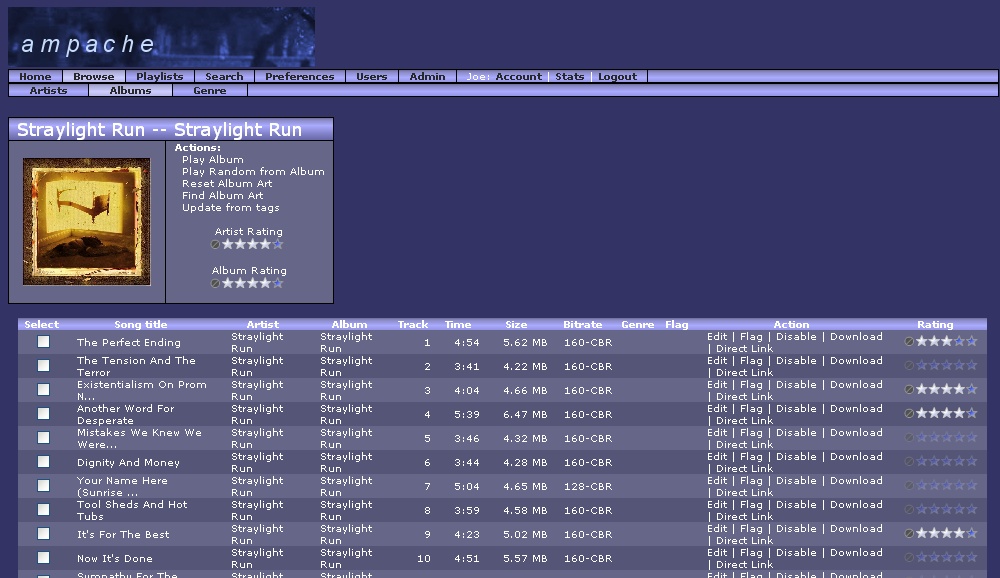 ampache
Home Browse Playlists Search Preferences Users Admin Joe: Account | Stats | Logout
Artists Albums Genre
Straylight Run -- Straylight Run
Actions:
Play Album
Play Random from Album
Reset Album Art
Find Album Art
Update from tags
Artist Rating
Album Rating
Select Song title Artist Album Track Time Size Bitrate Genre Flag Action Rating
The Perfect Ending Straylight Run Straylight Run 1 4:54 5.62 MB 160-CBR Edit | Flag | Disable | Download | Direct Link
The Tension And The Terror Straylight Run Straylight Run 2 3:41 4.22 MB 160-CBR Edit | Flag | Disable | Download | Direct Link
Existentialism On Prom N... Straylight Run Straylight Run 3 4:04 4.66 MB 160-CBR Edit | Flag | Disable | Download | Direct Link
Another Word For Desperate Straylight Run Straylight Run 4 5:39 6.47 MB 160-CBR Edit | Flag | Disable | Download | Direct Link
Mistakes We Knew We Were... Straylight Run Straylight Run 5 3:46 4.32 MB 160-CBR Edit | Flag | Disable | Download | Direct Link
Dignity And Money Straylight Run Straylight Run 6 3:44 4.28 MB 160-CBR Edit | Flag | Disable | Download | Direct Link
Your Name Here (Sunrise ... Straylight Run Straylight Run 7 5:04 4.65 MB 128-CBR Edit | Flag | Disable | Download | Direct Link
Tool Sheds And Hot Tubs Straylight Run Straylight Run 8 3:59 4.58 MB 160-CBR Edit | Flag | Disable | Download | Direct Link
It's For The Best Straylight Run Straylight Run 9 4:23 5.02 MB 160-CBR Edit | Flag | Disable | Download | Direct Link
Now It's Done Straylight Run Straylight Run 10 4:51 5.57 MB 160-CBR Edit | Flag | Disable | Download | Direct Link
Sympathy For The Straylight Straylight Edit | Flag | Disable | Download